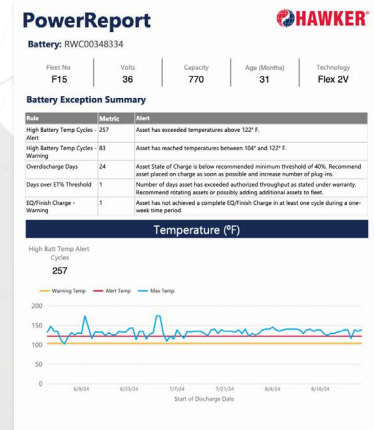 PowerReport
HAWKER®
Battery: RWC00348334
Fleet No Volts Capacity Age (Months) Technology
F15 36 770 31 Flex 2V
Battery Exception Summary
Rule Metric Alert
High Battery Temp Cycles - 257 Asset has exceeded temperatures above 122° F.
Alert
High Battery Temp Cycles - 83 Asset has reached temperatures between 104° and 122° F.
Warning
Overdischarge Days 24 Asset State of Charge is below recommended minimum threshold of 40%. Recommend
asset placed on charge as soon as possible and increase number of plug-ins.
Days over ET% Threshold 1 Number of days asset has exceeded authorized throughput as stated under warranty.
Recommend rotating assets or possibly adding additional assets to fleet.
EQ/Finish Charge - 1 Asset has not achieved a complete EQ/Finish Charge in at least one cycle during a one-
Warning week time period.
Temperature (ºF)
High Batt Temp Alert
Cycles
257
Warning Temp Alert Temp Max Temp
200
150
100
50
0
6/9/24 6/23/24 7/7/24 7/21/24 8/4/24 8/18/24
Start of Discharge Date